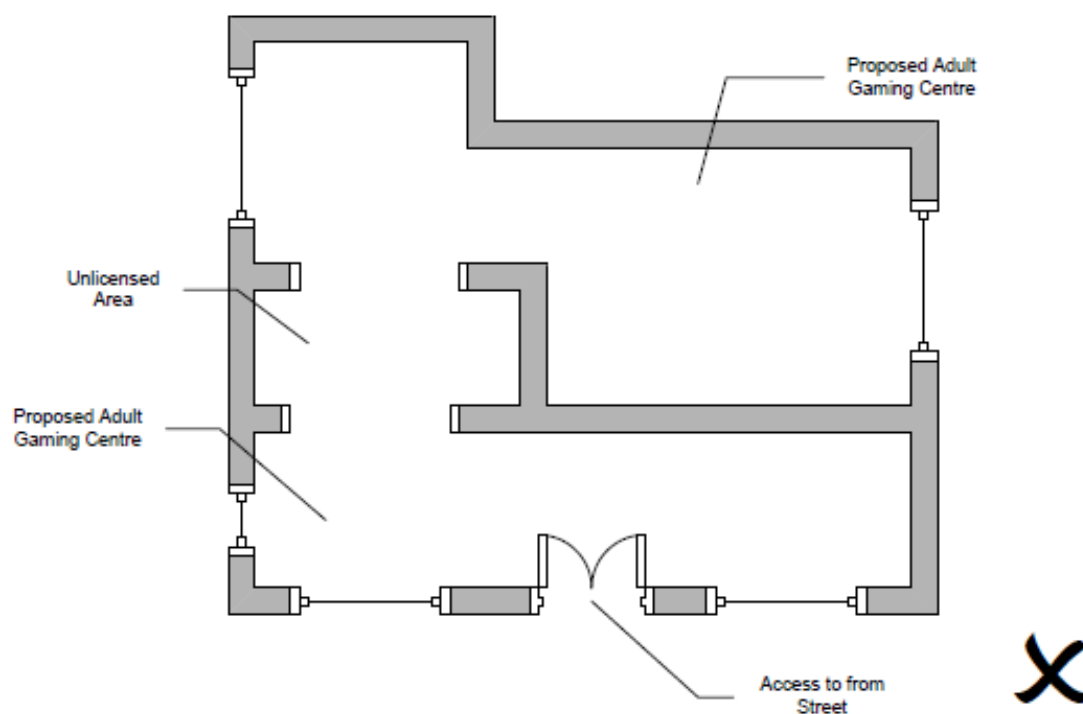 Proposed Adult
Gaming Centre
Unlicensed
Area
Proposed Adult
Gaming Centre
Access to from
Street